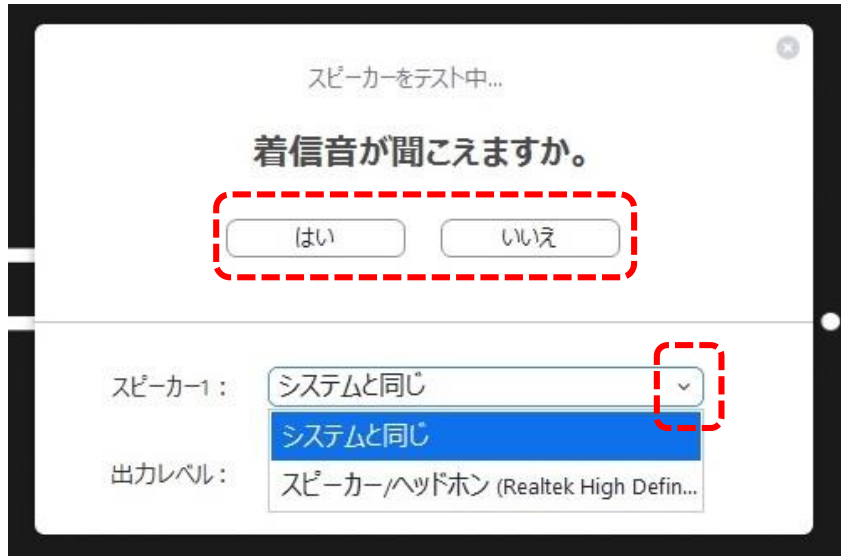 スピーカーをテスト中...
着信音が聞こえますか。
はい いいえ
スピーカー1： システムと同じ
システムと同じ
出力レベル： スピーカー/ヘッドホン (Realtek High Defin...